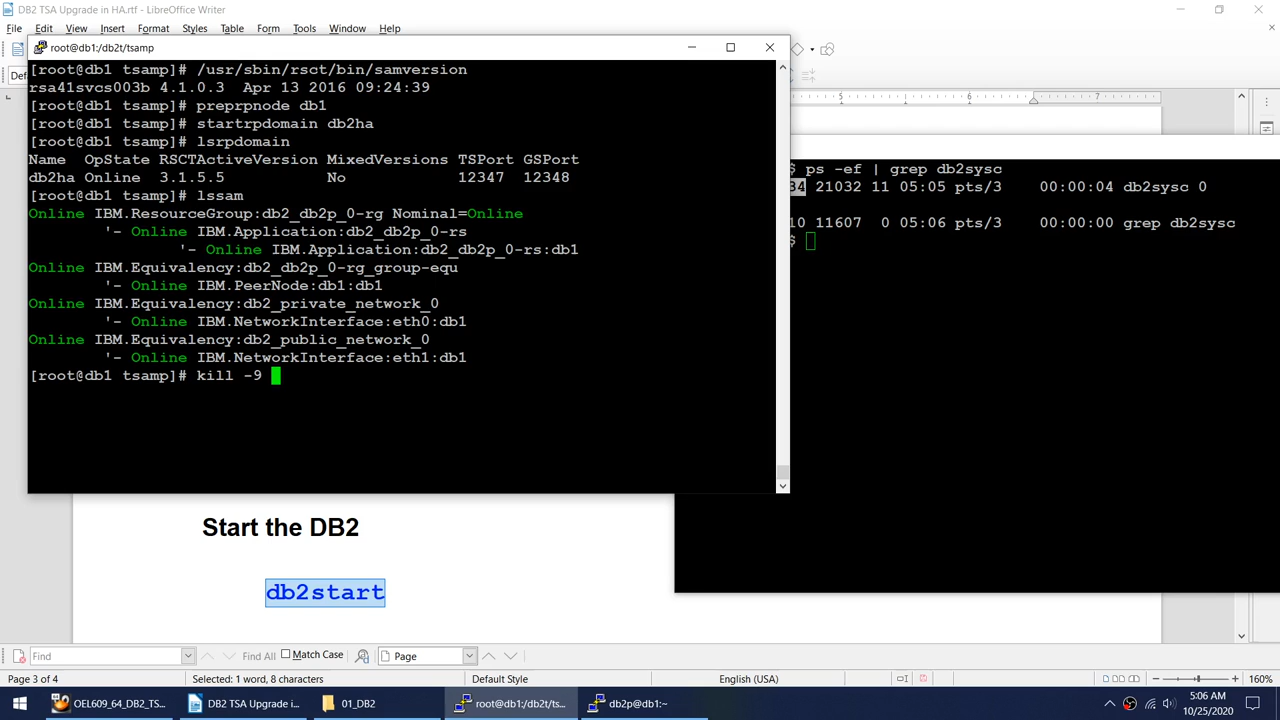 DB2 TSA Upgrade in HA.rtf - LibreOffice Writer
File Edit View Insert Format Styles Table Form Tools Window Help
root@db1:/db2t/tsamp
[root@db1 tsamp]# /usr/sbin/rsct/bin/samversion
rsa41svcs003b 4.1.0.3 Apr 13 2016 09:24:39
[root@db1 tsamp]# preprpnode db1
[root@db1 tsamp]# startrpdomain db2ha
[root@db1 tsamp]# lsrpdomain
Name OpState RSCTActiveVersion MixedVersions TSPort GSPort
db2ha Online 3.1.5.5 No 12347 12348
[root@db1 tsamp]# lssam
Online IBM.ResourceGroup:db2_db2p_0-rg Nominal=Online
'- Online IBM.Application:db2_db2p_0-rs
'- Online IBM.Application:db2_db2p_0-rs:db1
Online IBM.Equivalency:db2_db2p_0-rg_group-equ
'- Online IBM.PeerNode:db1:db1
Online IBM.Equivalency:db2_private_network_0
'- Online IBM.NetworkInterface:eth0:db1
Online IBM.Equivalency:db2_public_network_0
'- Online IBM.NetworkInterface:eth1:db1
[root@db1 tsamp]# kill -9
5 6 7
$ ps -ef | grep db2sysc
34 21032 11 05:05 pts/3 00:00:04 db2sysc 0
10 11607 0 05:06 pts/3 00:00:00 grep db2sysc
$
Start the DB2
db2start
Find Find All Match Case Page
Page 3 of 4 Selected: 1 word, 8 characters Default Style English (USA) 160%
OEL609_64_DB2_TS... DB2 TSA Upgrade i... 01_DB2 root@db1:/db2t/ts... db2p@db1:~
5:06 AM
10/25/2020